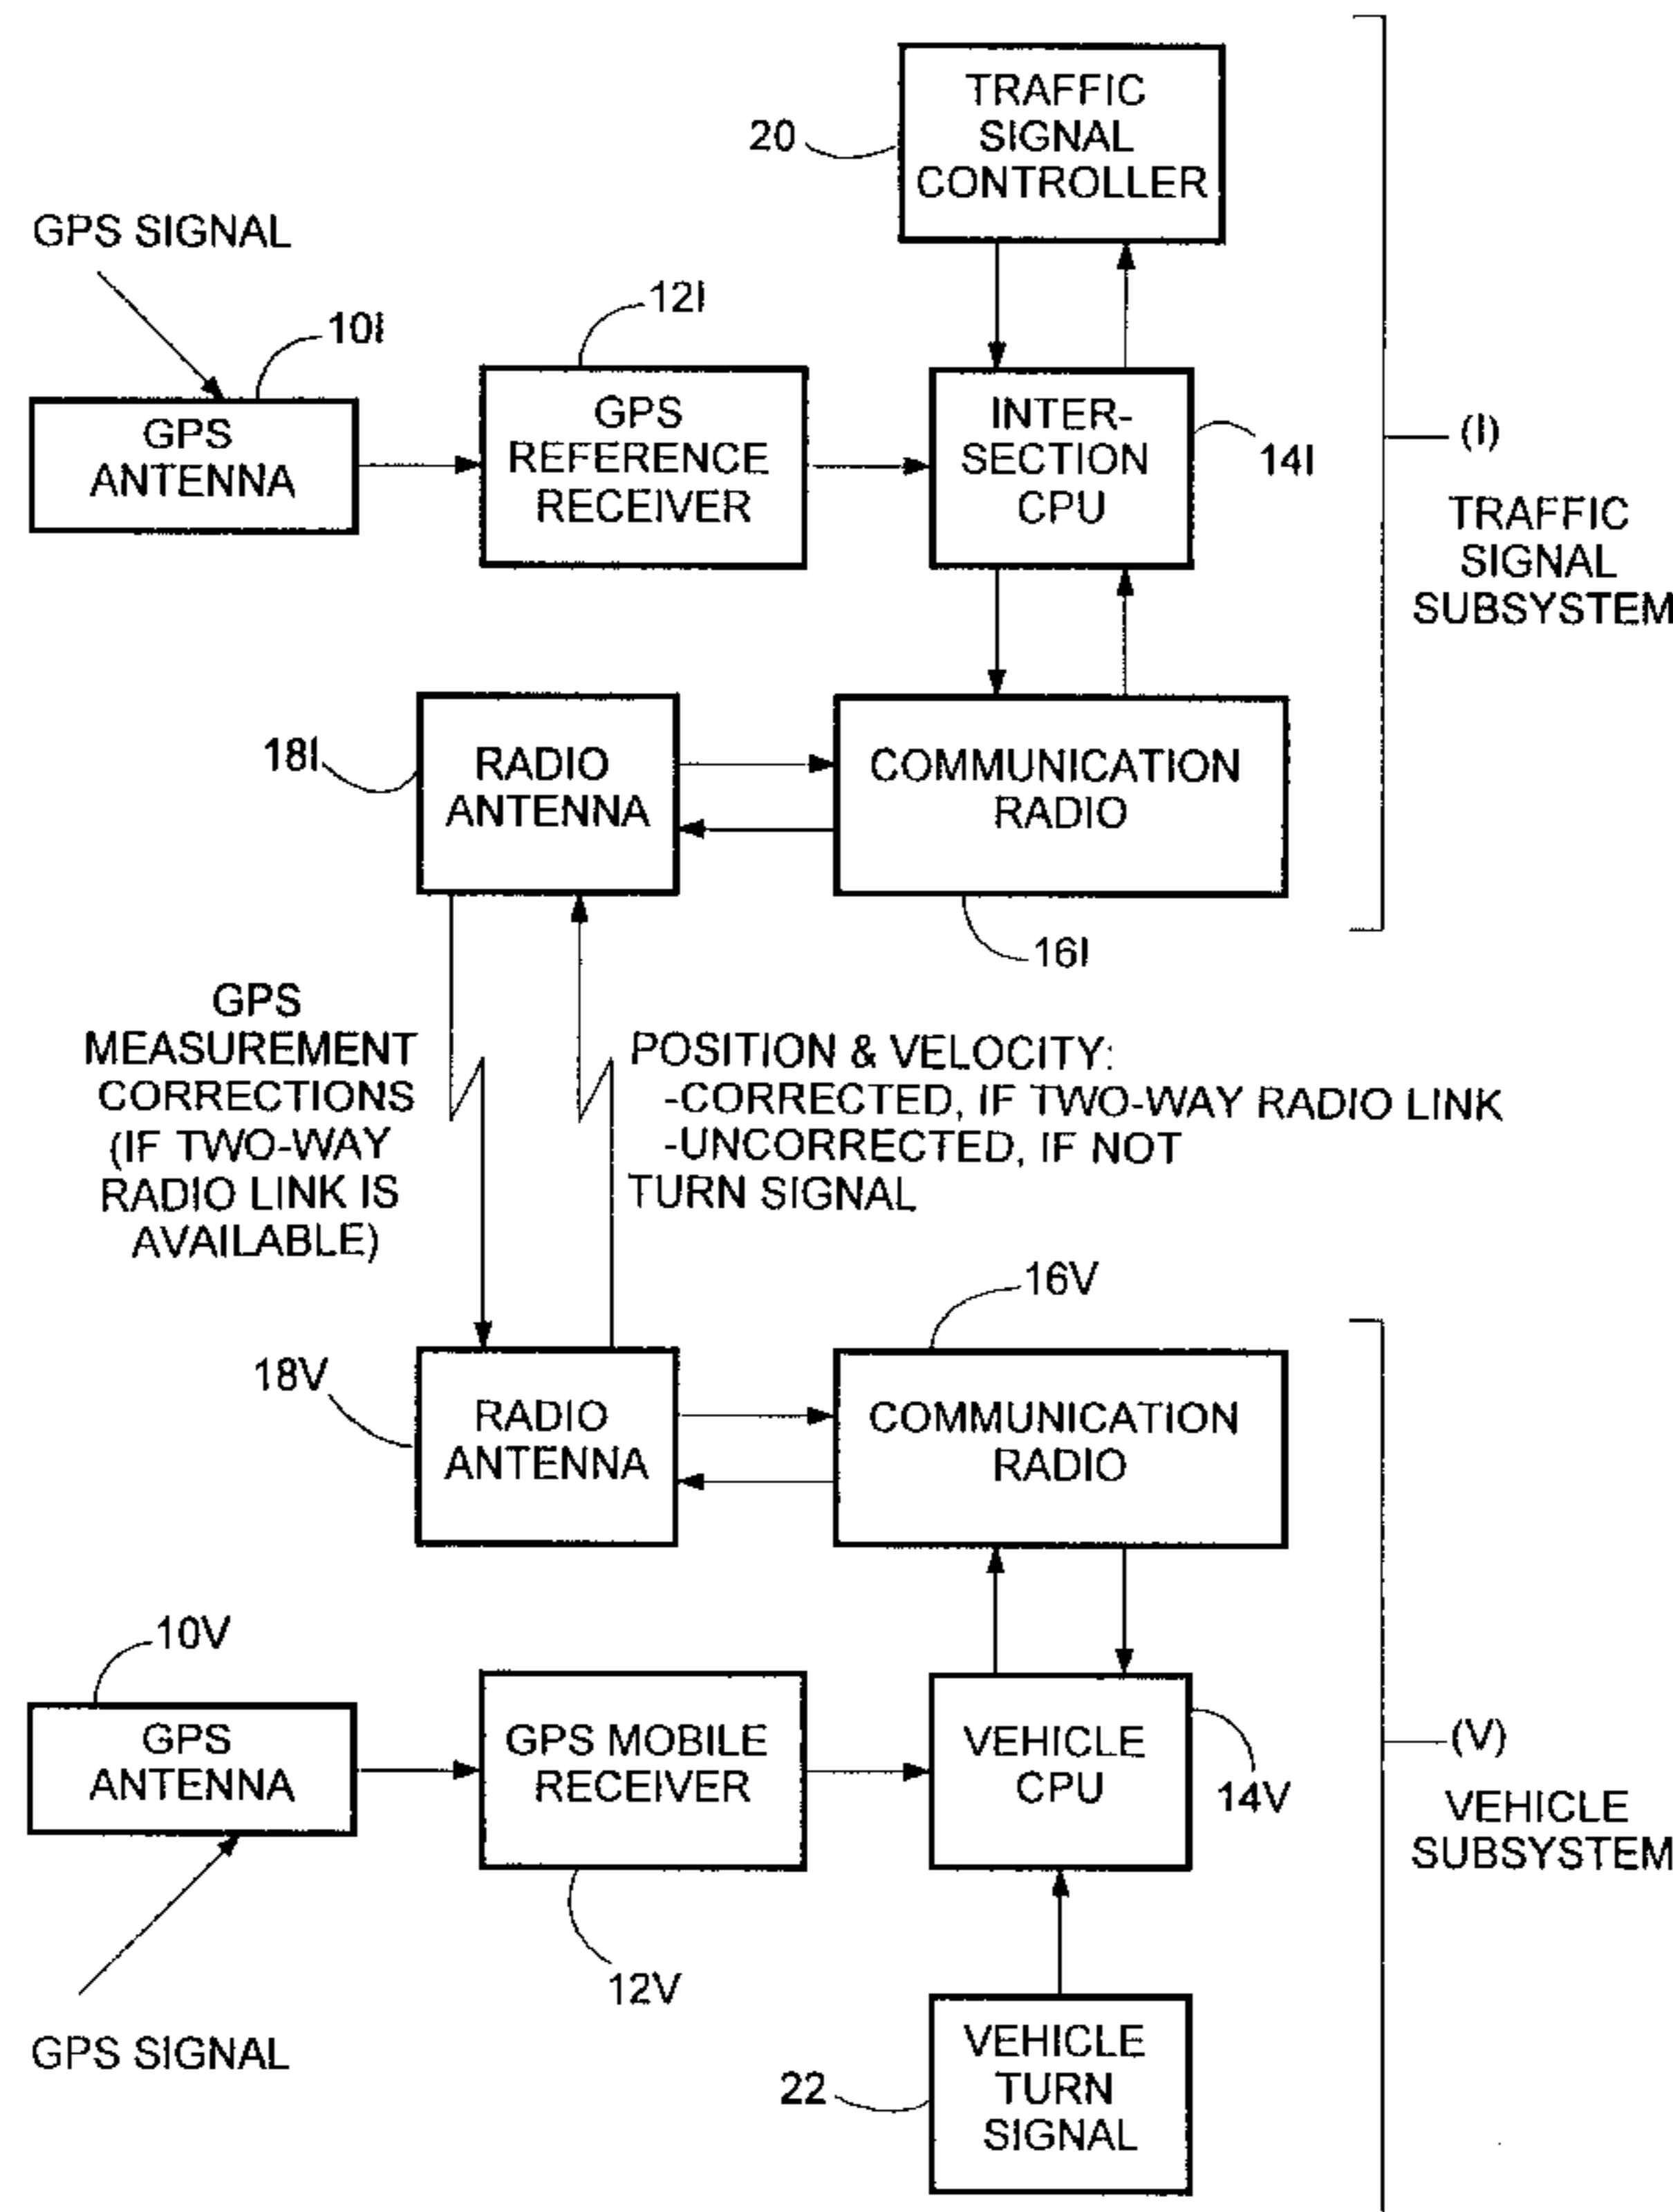 TRAFFIC
SIGNAL
CONTROLLER
20
GPS SIGNAL
10I
12I
GPS
ANTENNA
GPS
REFERENCE
RECEIVER
INTER-
SECTION
CPU
14I
(I)
TRAFFIC
SIGNAL
SUBSYSTEM
18I
RADIO
ANTENNA
COMMUNICATION
RADIO
16I
GPS
MEASUREMENT
CORRECTIONS
(IF TWO-WAY
RADIO LINK IS
AVAILABLE)
POSITION & VELOCITY:
-CORRECTED, IF TWO-WAY RADIO LINK
-UNCORRECTED, IF NOT
TURN SIGNAL
16V
18V
RADIO
ANTENNA
COMMUNICATION
RADIO
10V
GPS
ANTENNA
GPS MOBILE
RECEIVER
VEHICLE
CPU
14V
(V)
VEHICLE
SUBSYSTEM
12V
GPS SIGNAL
22
VEHICLE
TURN
SIGNAL